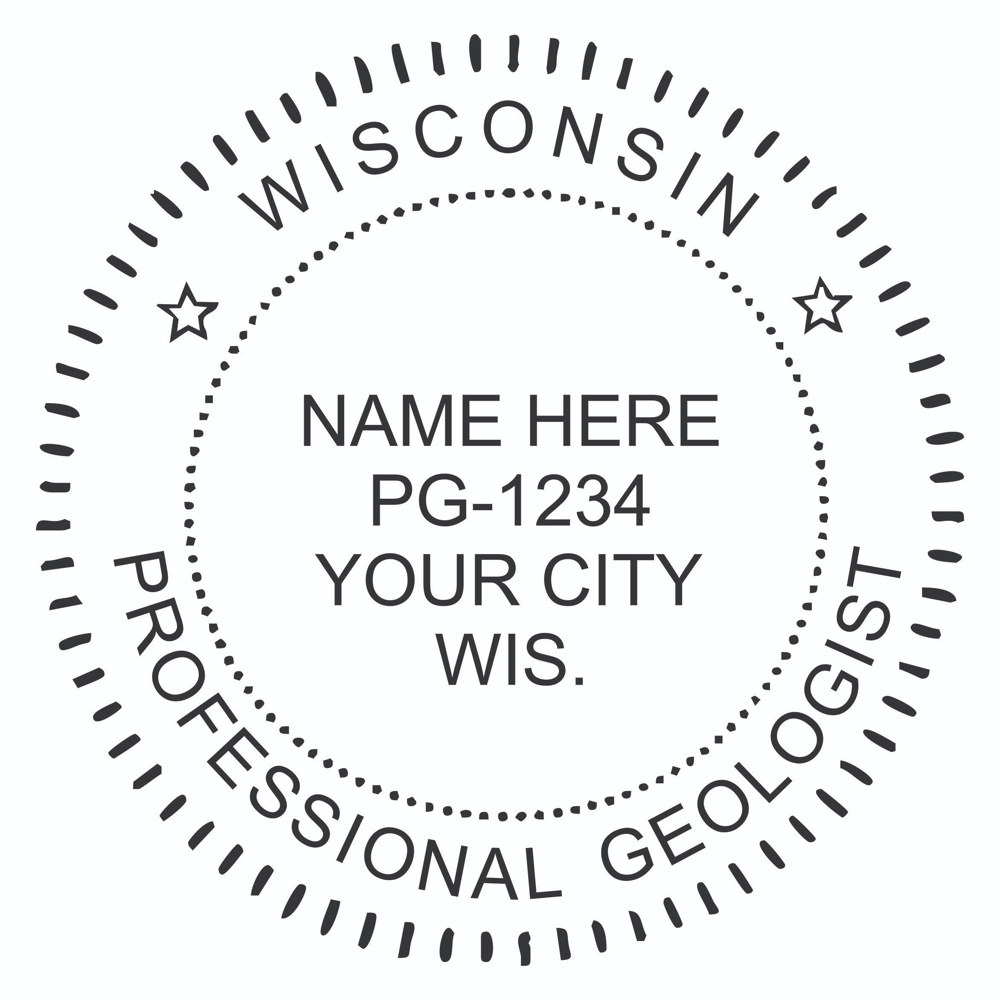 WISCONSIN
NAME HERE
PG-1234
YOUR CITY
WIS.
PROFESSIONAL GEOLOGIST